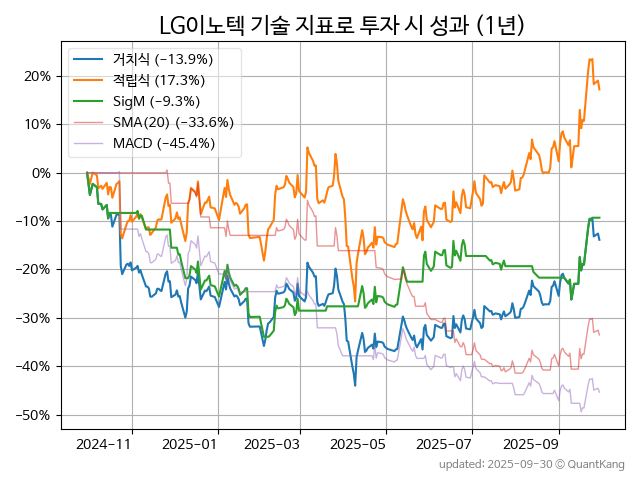 LG이노텍 기술 지표로 투자 시 성과 (1년)
거치식 (−13.9%)
적립식 (17.3%)
SigM (−9.3%)
SMA(20) (−33.6%)
MACD (−45.4%)
20%
10%
0%
−10%
−20%
−30%
−40%
−50%
2024−11 2025−01 2025−03 2025−05 2025−07 2025−09
updated: 2025-09-30 ⓒ QuantKang